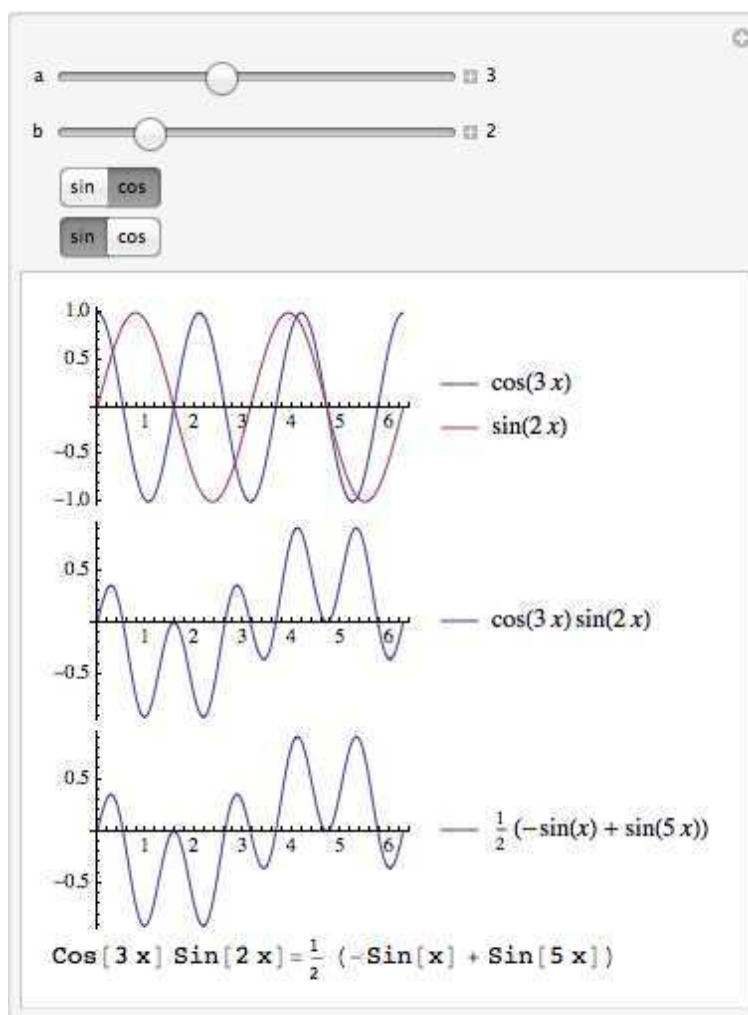 a 3
b 2
sin cos
sin cos
1.0
0.5
-0.5
-1.0
1 2 3 4 5 6
cos(3 x)
sin(2 x)
0.5
-0.5
1 2 3 4 5 6
cos(3 x) sin(2 x)
0.5
-0.5
1 2 3 4 5 6
1/2 (-sin(x) + sin(5 x))
Cos[3 x] Sin[2 x] = 1/2 (-Sin[x] + Sin[5 x])